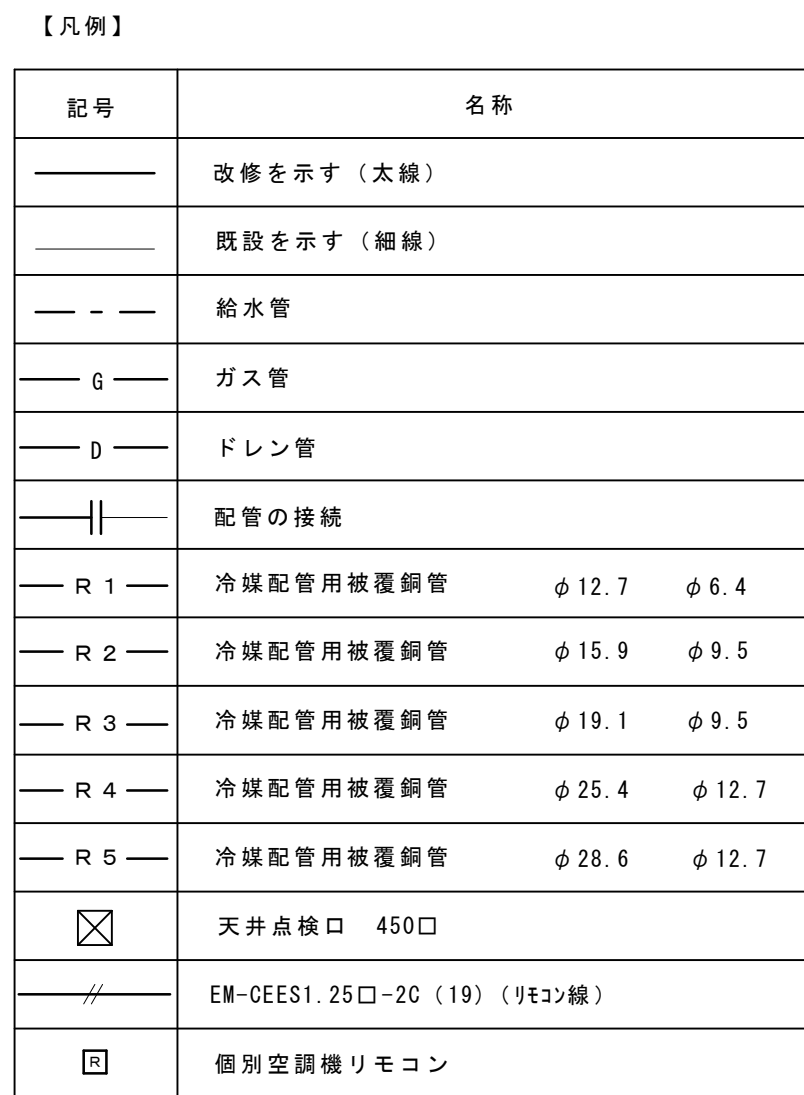 【凡例】
記号 名称
改修を示す（太線）
既設を示す（細線）
給水管
G ガス管
D ドレン管
配管の接続
R1 冷媒配管用被覆銅管 φ12.7 φ6.4
R2 冷媒配管用被覆銅管 φ15.9 φ9.5
R3 冷媒配管用被覆銅管 φ19.1 φ9.5
R4 冷媒配管用被覆銅管 φ25.4 φ12.7
R5 冷媒配管用被覆銅管 φ28.6 φ12.7
天井点検口 450□
EM-CEES1.25□-2C（19）（ﾘﾓｺﾝ線）
R 個別空調機リモコン